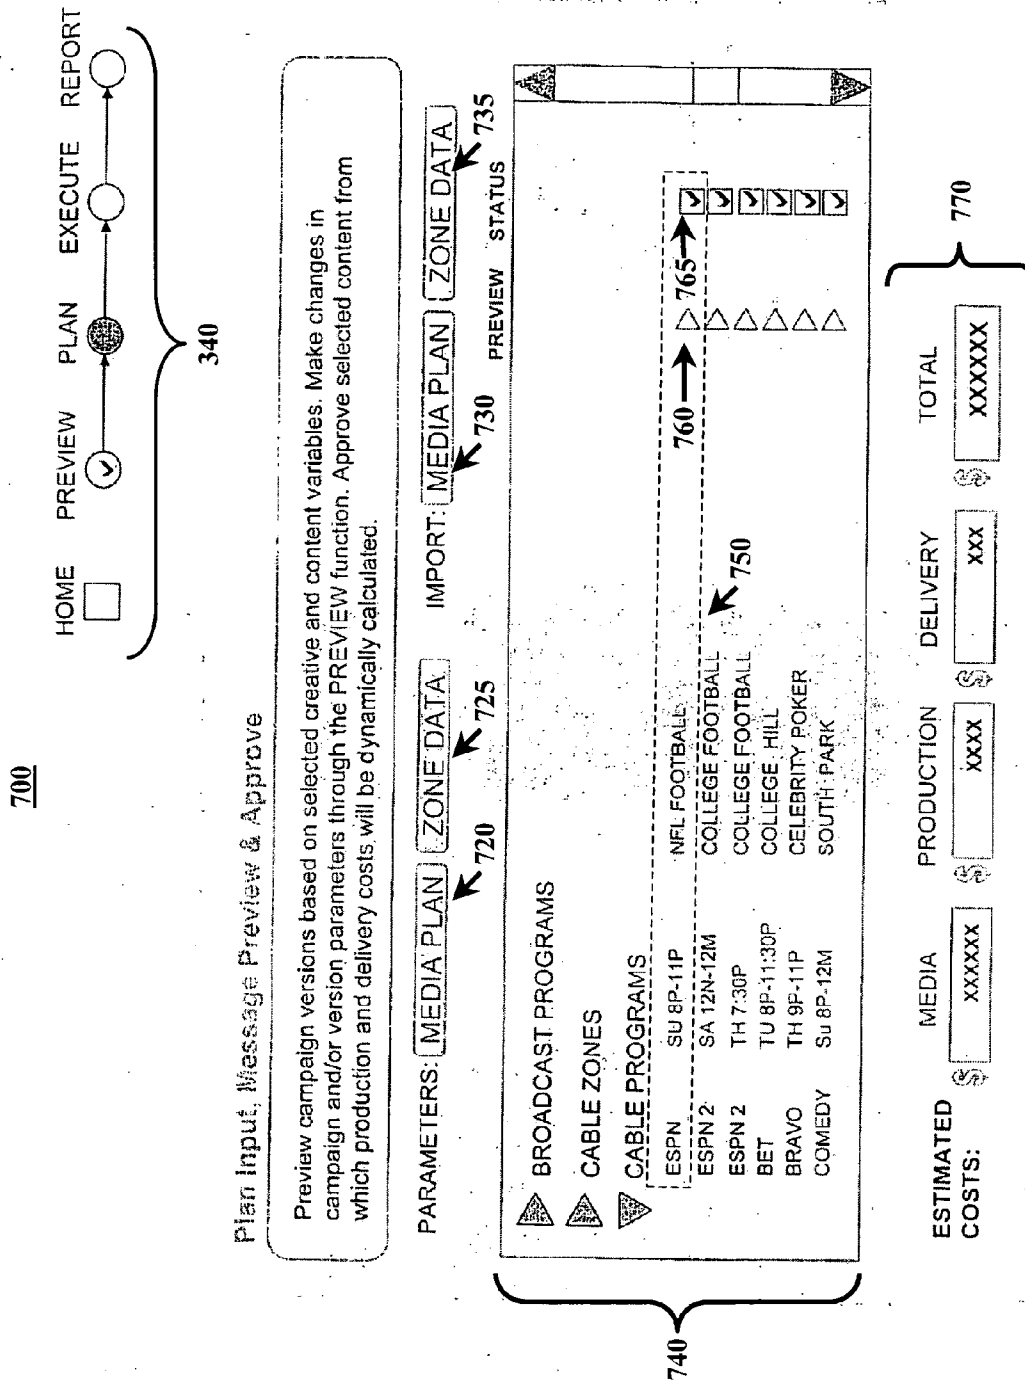 700
HOME PREVIEW PLAN EXECUTE REPORT
340
Plan Input, Message Preview & Approve
Preview campaign versions based on selected creative and content variables. Make changes in
campaign and/or version parameters through the PREVIEW function. Approve selected content from
which production and delivery costs will be dynamically calculated.
PARAMETERS: MEDIA PLAN ZONE DATA IMPORT: MEDIA PLAN ZONE DATA
720 725 730 735
PREVIEW STATUS
BROADCAST PROGRAMS
CABLE ZONES
CABLE PROGRAMS
ESPN SU 8P-11P NFL FOOTBALL 760 765
ESPN 2 SA 12N-12M COLLEGE FOOTBALL
750
ESPN 2 TH 7:30P COLLEGE FOOTBALL
BET TU 8P-11:30P COLLEGE HILL
BRAVO TH 9P-11P CELEBRITY POKER
COMEDY Su 8P-12M SOUTH PARK
740
ESTIMATED COSTS:
MEDIA PRODUCTION DELIVERY TOTAL
$ XXXXXX $ XXXX $ XXX $ XXXXXX
770